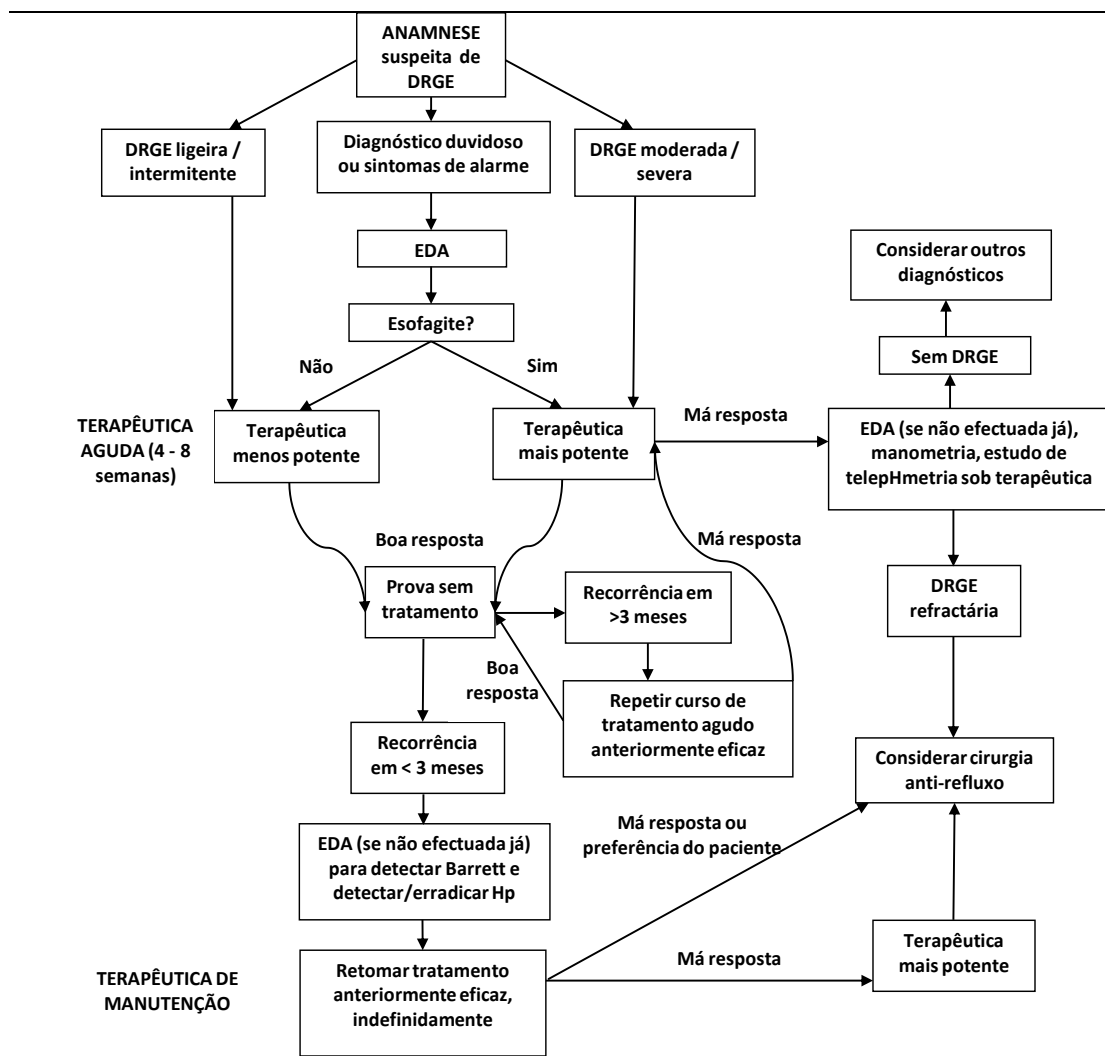 ANAMNESE
suspeita de
DRGE
DRGE ligeira /
intermitente
Diagnóstico duvidoso
ou sintomas de alarme
DRGE moderada /
severa
EDA
Considerar outros
diagnósticos
Esofagite?
Sem DRGE
Não
Sim
TERAPÊUTICA
AGUDA (4 - 8
semanas)
Terapêutica
menos potente
Terapêutica
mais potente
Má resposta
EDA (se não efectuada já),
manometria, estudo de
telepHmetria sob terapêutica
Boa resposta
Má resposta
Prova sem
tratamento
Recorrência em
>3 meses
DRGE
refractária
Boa
resposta
Repetir curso de
tratamento agudo
anteriormente eficaz
Recorrência
em < 3 meses
Considerar cirurgia
anti-refluxo
EDA (se não efectuada já)
para detectar Barrett e
detectar/erradicar Hp
Má resposta ou
preferência do paciente
TERAPÊUTICA DE
MANUTENÇÃO
Retomar tratamento
anteriormente eficaz,
indefinidamente
Má resposta
Terapêutica
mais potente